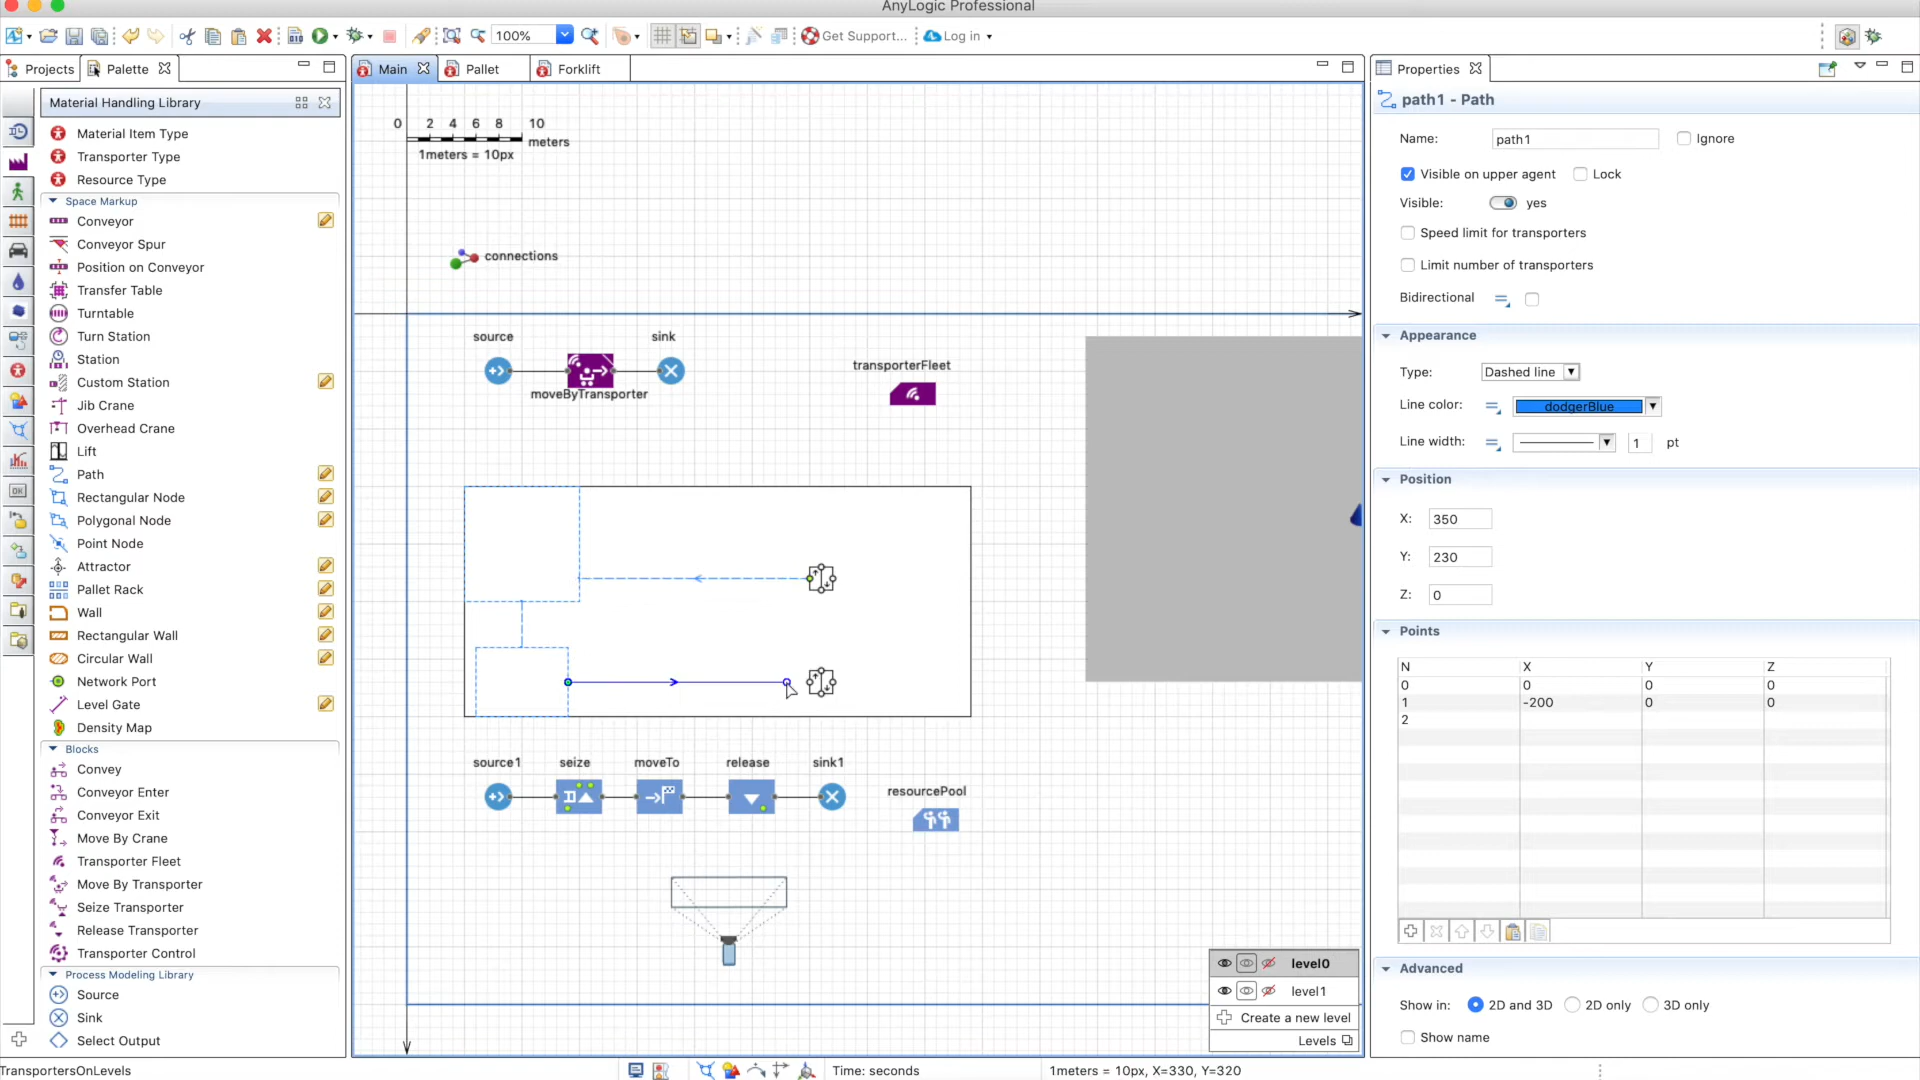 AnyLogic Professional
100%
Get Support...
Log in
Projects
Palette
Main
Pallet
Forklift
Properties
Material Handling Library
Material Item Type
Transporter Type
Resource Type
Space Markup
Conveyor
Conveyor Spur
Position on Conveyor
Transfer Table
Turntable
Turn Station
Station
Custom Station
Jib Crane
Overhead Crane
Lift
Path
Rectangular Node
Polygonal Node
Point Node
Attractor
Pallet Rack
Wall
Rectangular Wall
Circular Wall
Network Port
Level Gate
Density Map
Blocks
Convey
Conveyor Enter
Conveyor Exit
Move By Crane
Transporter Fleet
Move By Transporter
Seize Transporter
Release Transporter
Transporter Control
Process Modeling Library
Source
Sink
Select Output
OK
0 2 4 6 8 10
meters
1meters = 10px
connections
source
sink
moveByTransporter
transporterFleet
source1 seize moveTo release sink1
resourcePool
level0
level1
Create a new level
Levels
path1 - Path
Name: path1 Ignore
Visible on upper agent Lock
Visible: yes
Speed limit for transporters
Limit number of transporters
Bidirectional
Appearance
Type: Dashed line
Line color: dodgerBlue
Line width: 1 pt
Position
X: 350
Y: 230
Z: 0
Points
N X Y Z
0 0 0 0
1 -200 0 0
2
Advanced
Show in: 2D and 3D 2D only 3D only
Show name
TransportersOnLevels
Time: seconds
1meters = 10px, X=330, Y=320